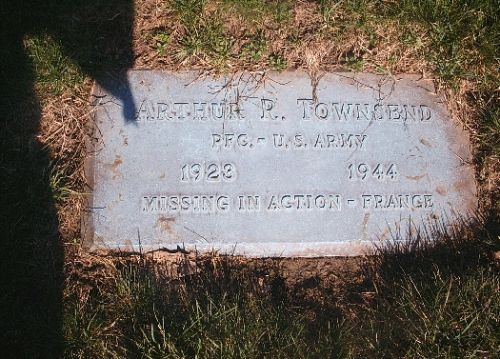 ARTHUR R. TOWNSEND
PFC. - U.S. ARMY
1923 1944
MISSING IN ACTION - FRANCE